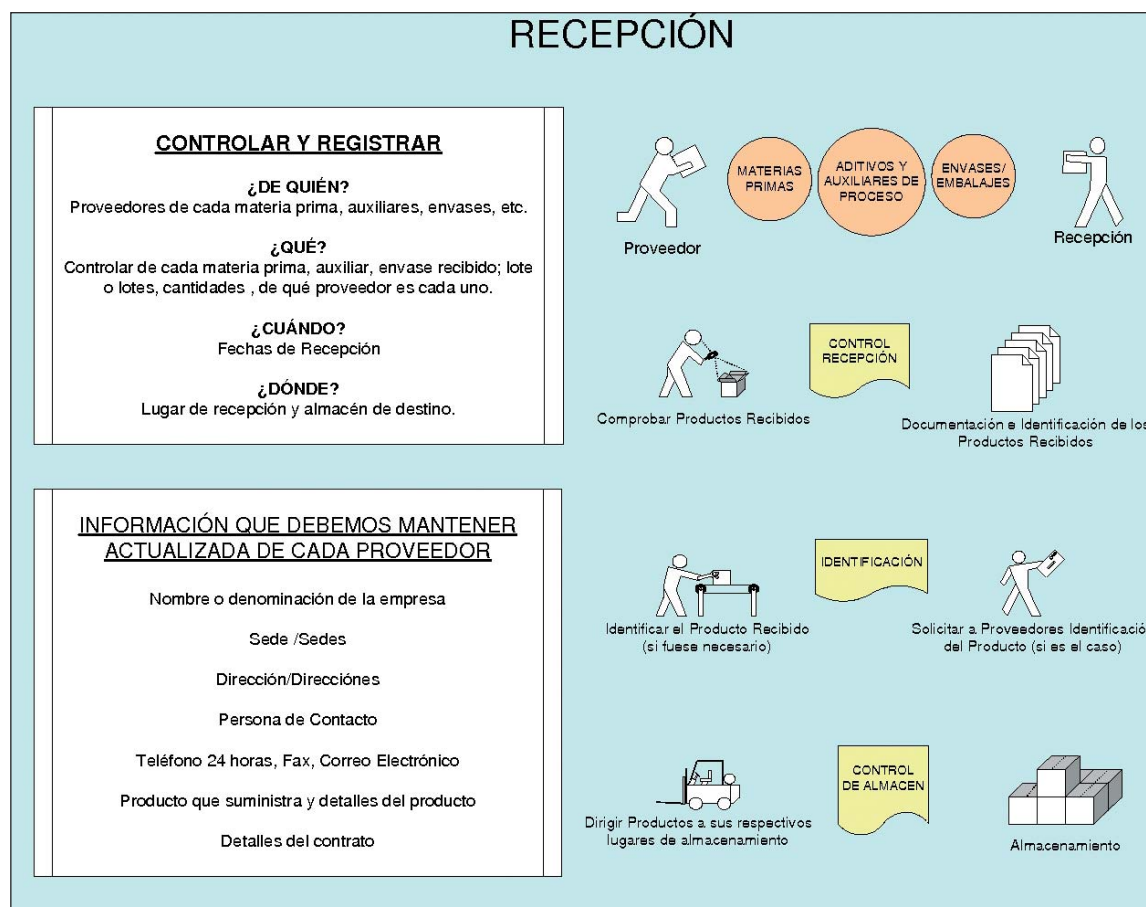 RECEPCIÓN
CONTROLAR Y REGISTRAR
¿DE QUIÉN?
Proveedores de cada materia prima, auxiliares, envases, etc.
¿QUÉ?
Controlar de cada materia prima, auxiliar, envase recibido; lote
o lotes, cantidades , de qué proveedor es cada uno.
¿CUÁNDO?
Fechas de Recepción
¿DÓNDE?
Lugar de recepción y almacén de destino.
INFORMACIÓN QUE DEBEMOS MANTENER
ACTUALIZADA DE CADA PROVEEDOR
Nombre o denominación de la empresa
Sede /Sedes
Dirección/Direcciónes
Persona de Contacto
Teléfono 24 horas, Fax, Correo Electrónico
Producto que suministra y detalles del producto
Detalles del contrato
MATERIAS
PRIMAS
ADITIVOS Y
AUXILIARES DE
PROCESO
ENVASES/
EMBALAJES
Proveedor
Recepción
CONTROL
RECEPCIÓN
Comprobar Productos Recibidos
Documentación e Identificación de los
Productos Recibidos
IDENTIFICACIÓN
Identificar el Producto Recibido
(si fuese necesario)
Solicitar a Proveedores Identificació
del Producto (si es el caso)
CONTROL
DE ALMACEN
Dirigir Productos a sus respectivos
lugares de almacenamiento
Almacenamiento